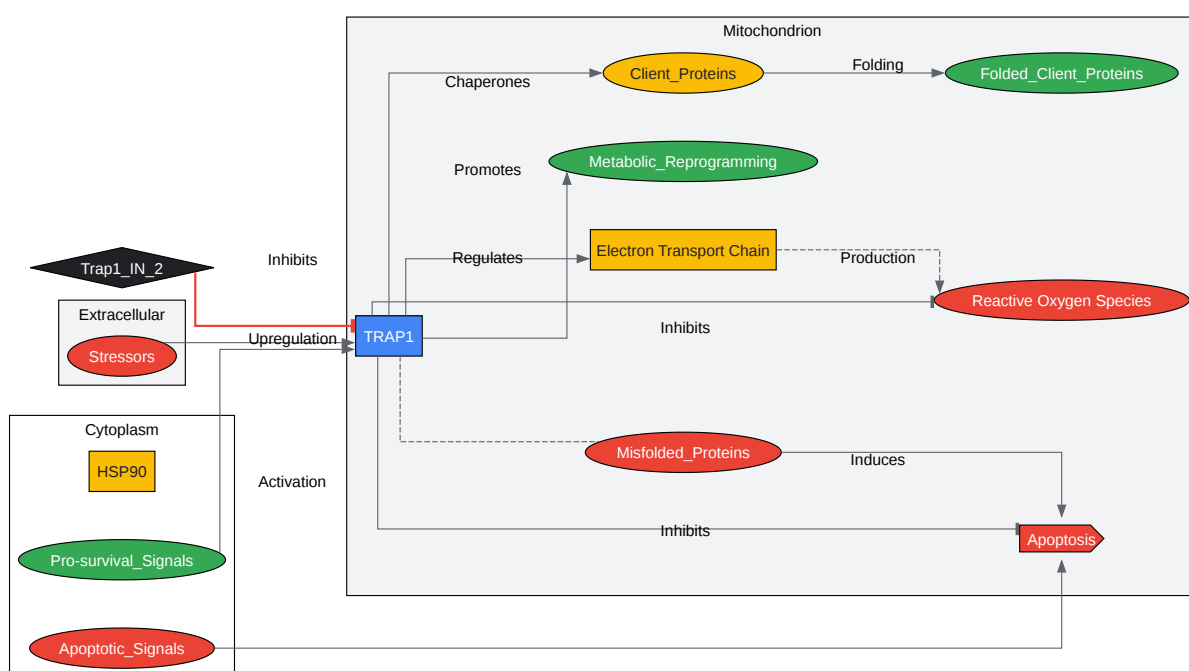 Mitochondrion
Client_Proteins
Folding
Folded_Client_Proteins
Chaperones
Metabolic_Reprogramming
Promotes
Electron Transport Chain
Regulates
Production
Trap1_IN_2
Inhibits
Reactive Oxygen Species
Extracellular
Inhibits
Upregulation
TRAP1
Stressors
Cytoplasm
Misfolded_Proteins
Induces
HSP90
Activation
Inhibits
Apoptosis
Pro-survival_Signals
Apoptotic_Signals